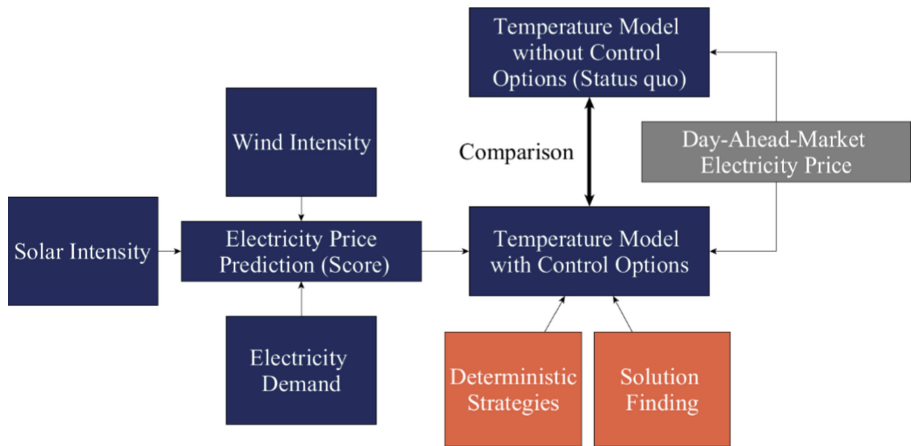 Temperature Model
without Control
Options (Status quo)
Wind Intensity
Comparison
Day-Ahead-Market
Electricity Price
Solar Intensity
Electricity Price
Prediction (Score)
Temperature Model
with Control Options
Electricity
Demand
Deterministic
Strategies
Solution
Finding